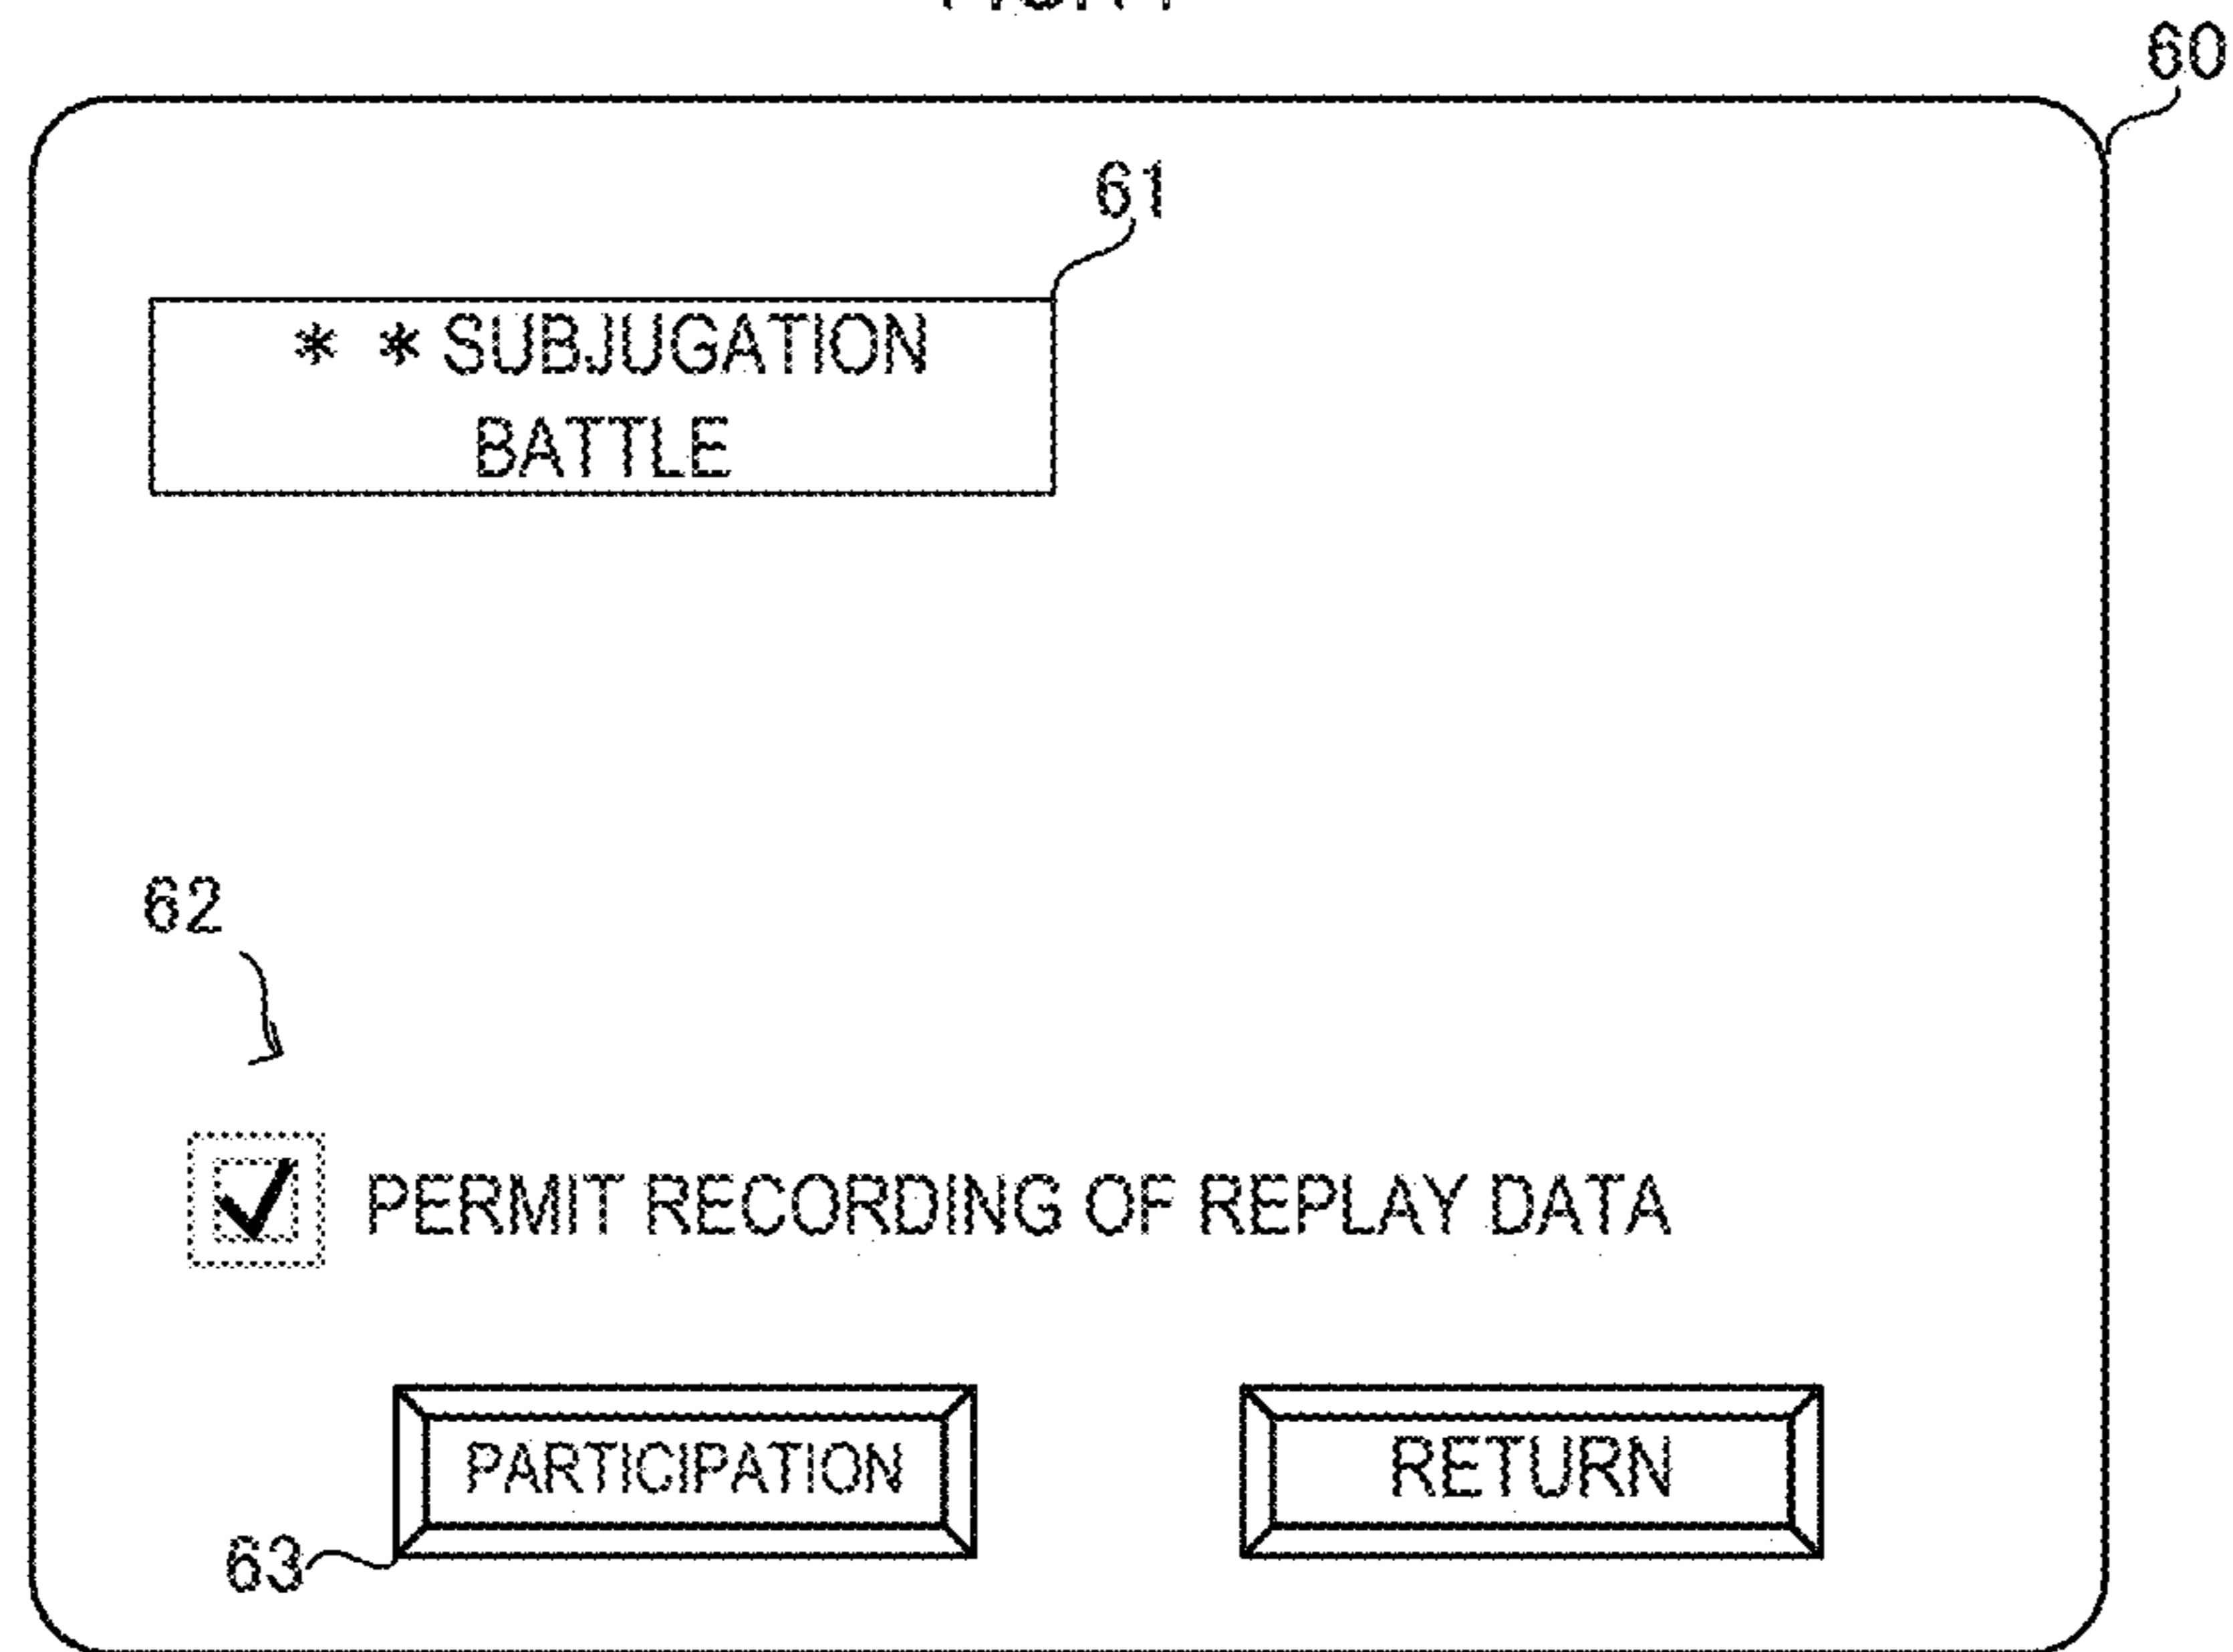 60
61
* * SUBJUGATION
BATTLE
62
PERMIT RECORDING OF REPLAY DATA
PARTICIPATION
RETURN
63